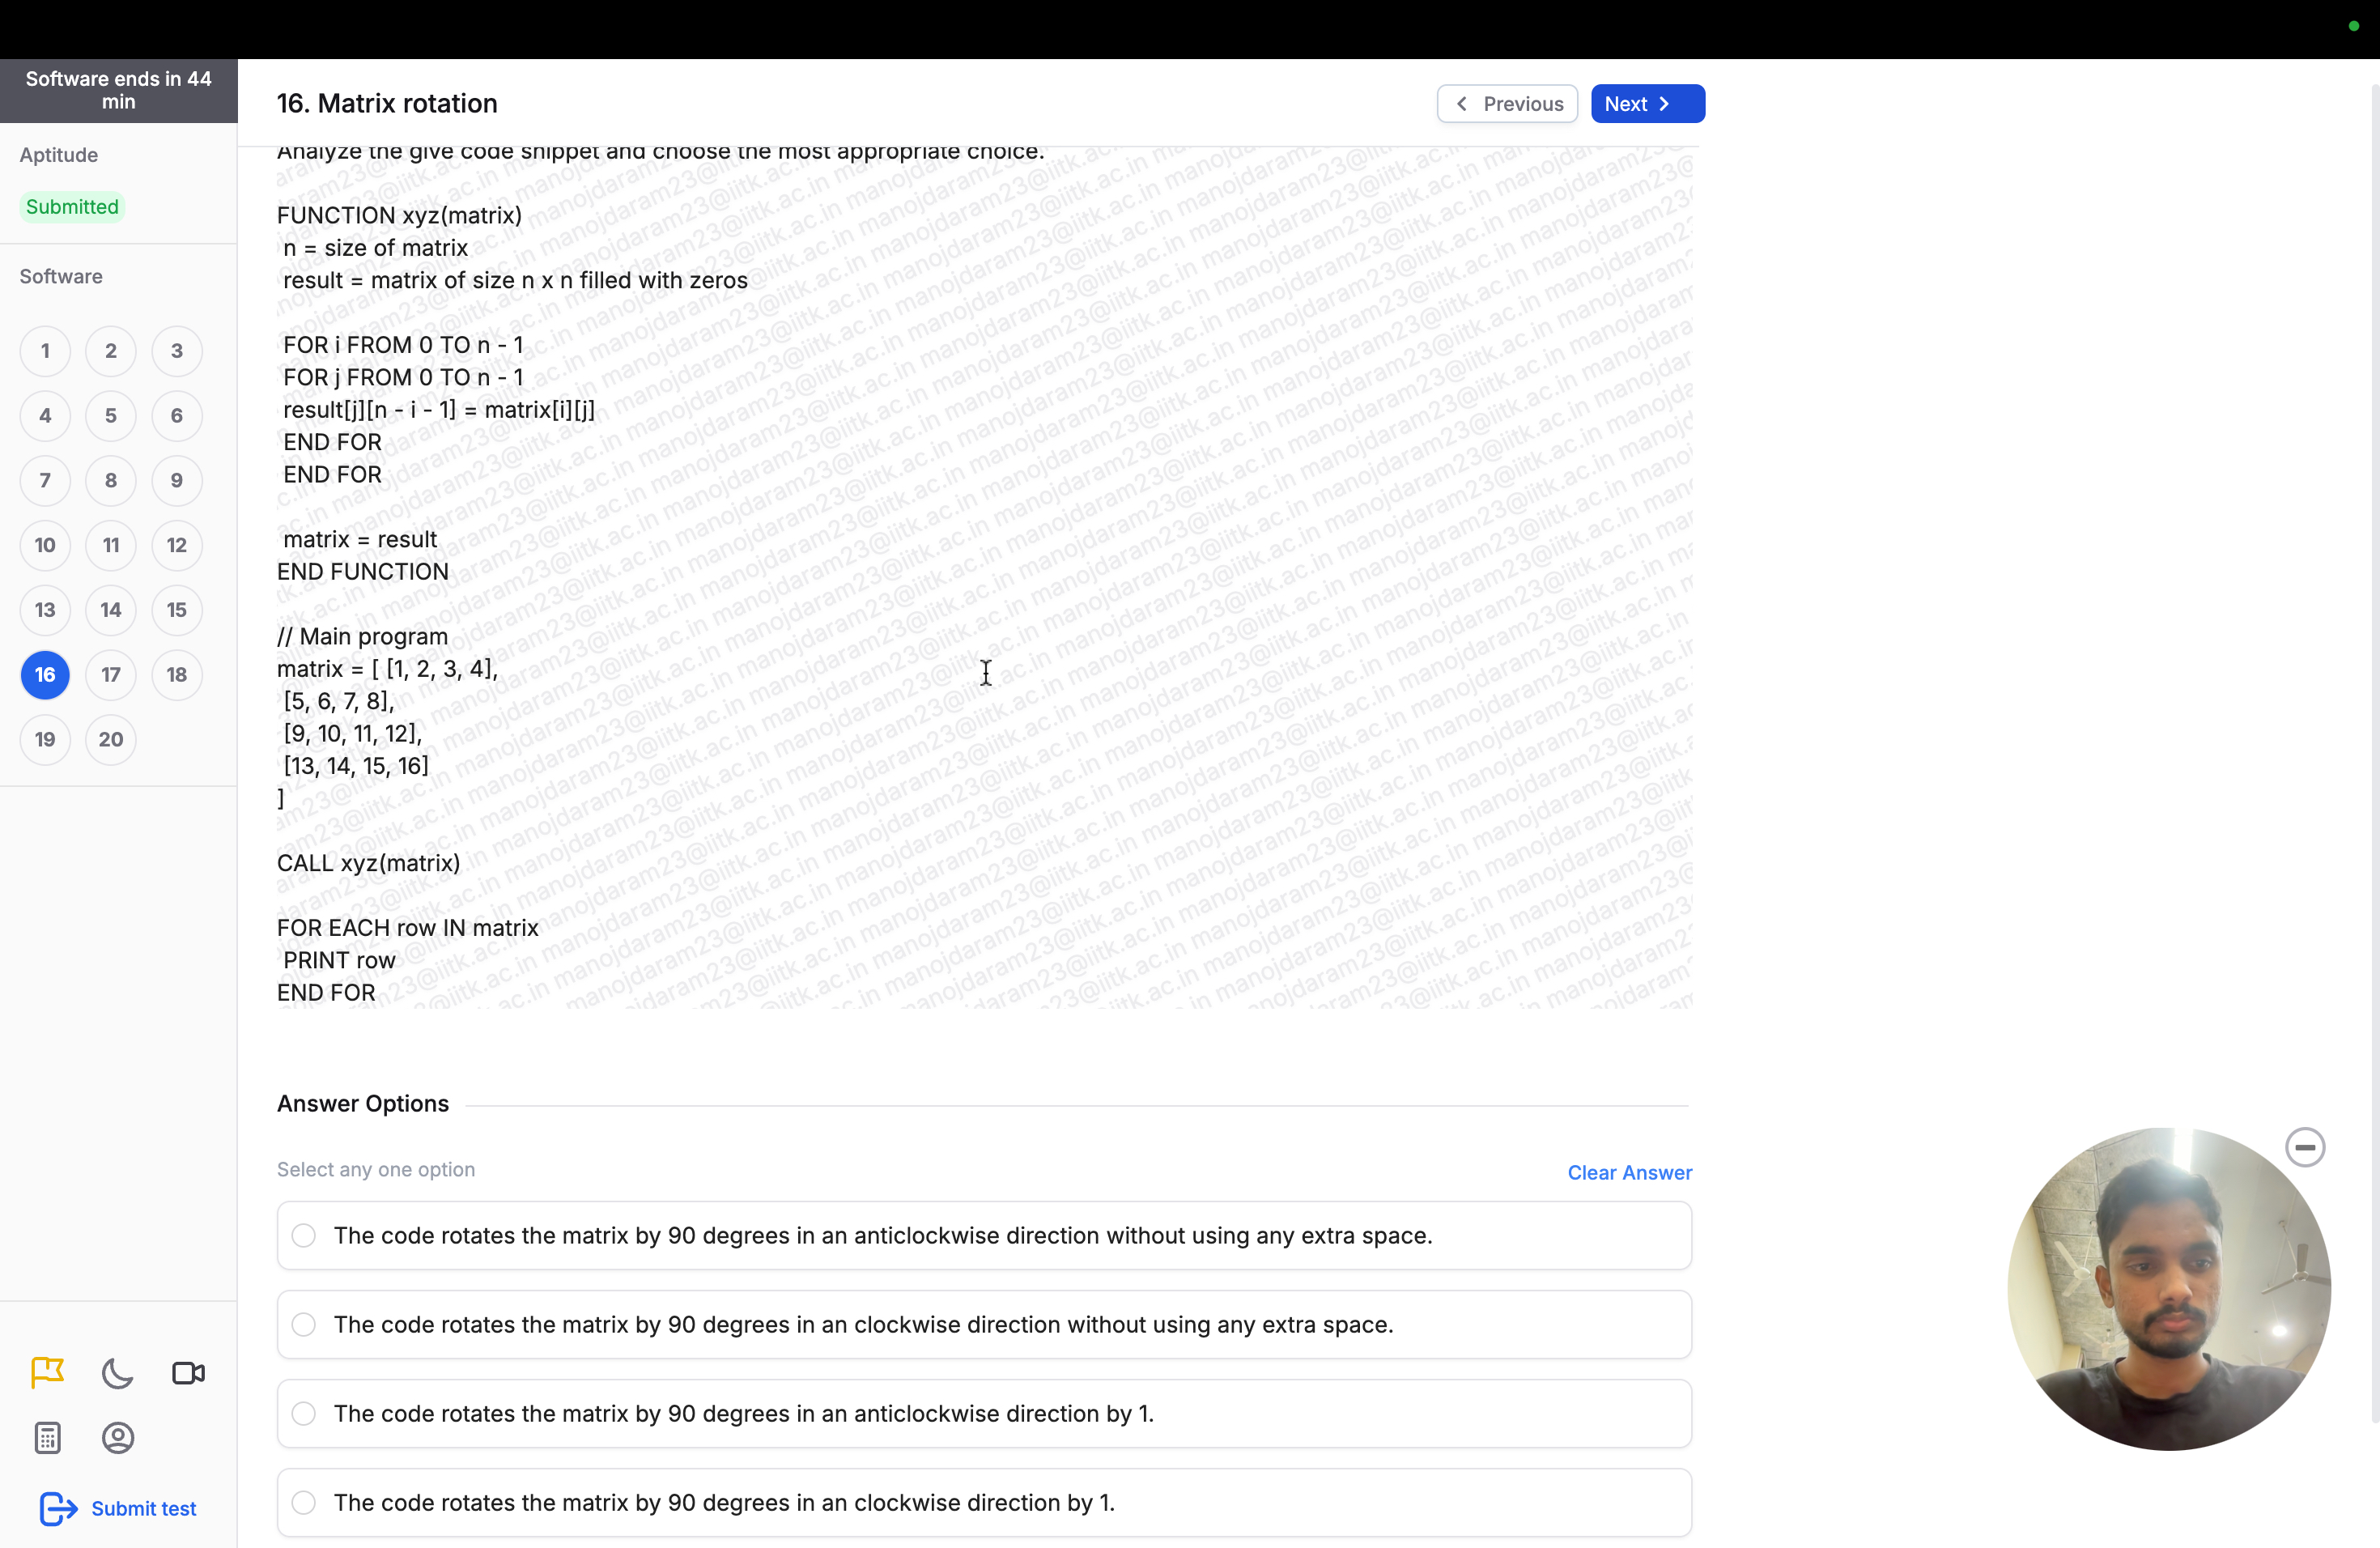 Software ends in 44
min
Aptitude
Submitted
Software
1 2 3
4 5 6
7 8 9
10 11 12
13 14 15
16 17 18
19 20
Submit test
16. Matrix rotation
Previous
Next
Analyze the give code snippet and choose the most appropriate choice.
FUNCTION xyz(matrix)
n = size of matrix
result = matrix of size n x n filled with zeros
FOR i FROM 0 TO n - 1
FOR j FROM 0 TO n - 1
result[j][n - i - 1] = matrix[i][j]
END FOR
END FOR
matrix = result
END FUNCTION
// Main program
matrix = [ [1, 2, 3, 4],
[5, 6, 7, 8],
[9, 10, 11, 12],
[13, 14, 15, 16]
]
CALL xyz(matrix)
FOR EACH row IN matrix
PRINT row
END FOR
Answer Options
Select any one option
Clear Answer
The code rotates the matrix by 90 degrees in an anticlockwise direction without using any extra space.
The code rotates the matrix by 90 degrees in an clockwise direction without using any extra space.
The code rotates the matrix by 90 degrees in an anticlockwise direction by 1.
The code rotates the matrix by 90 degrees in an clockwise direction by 1.